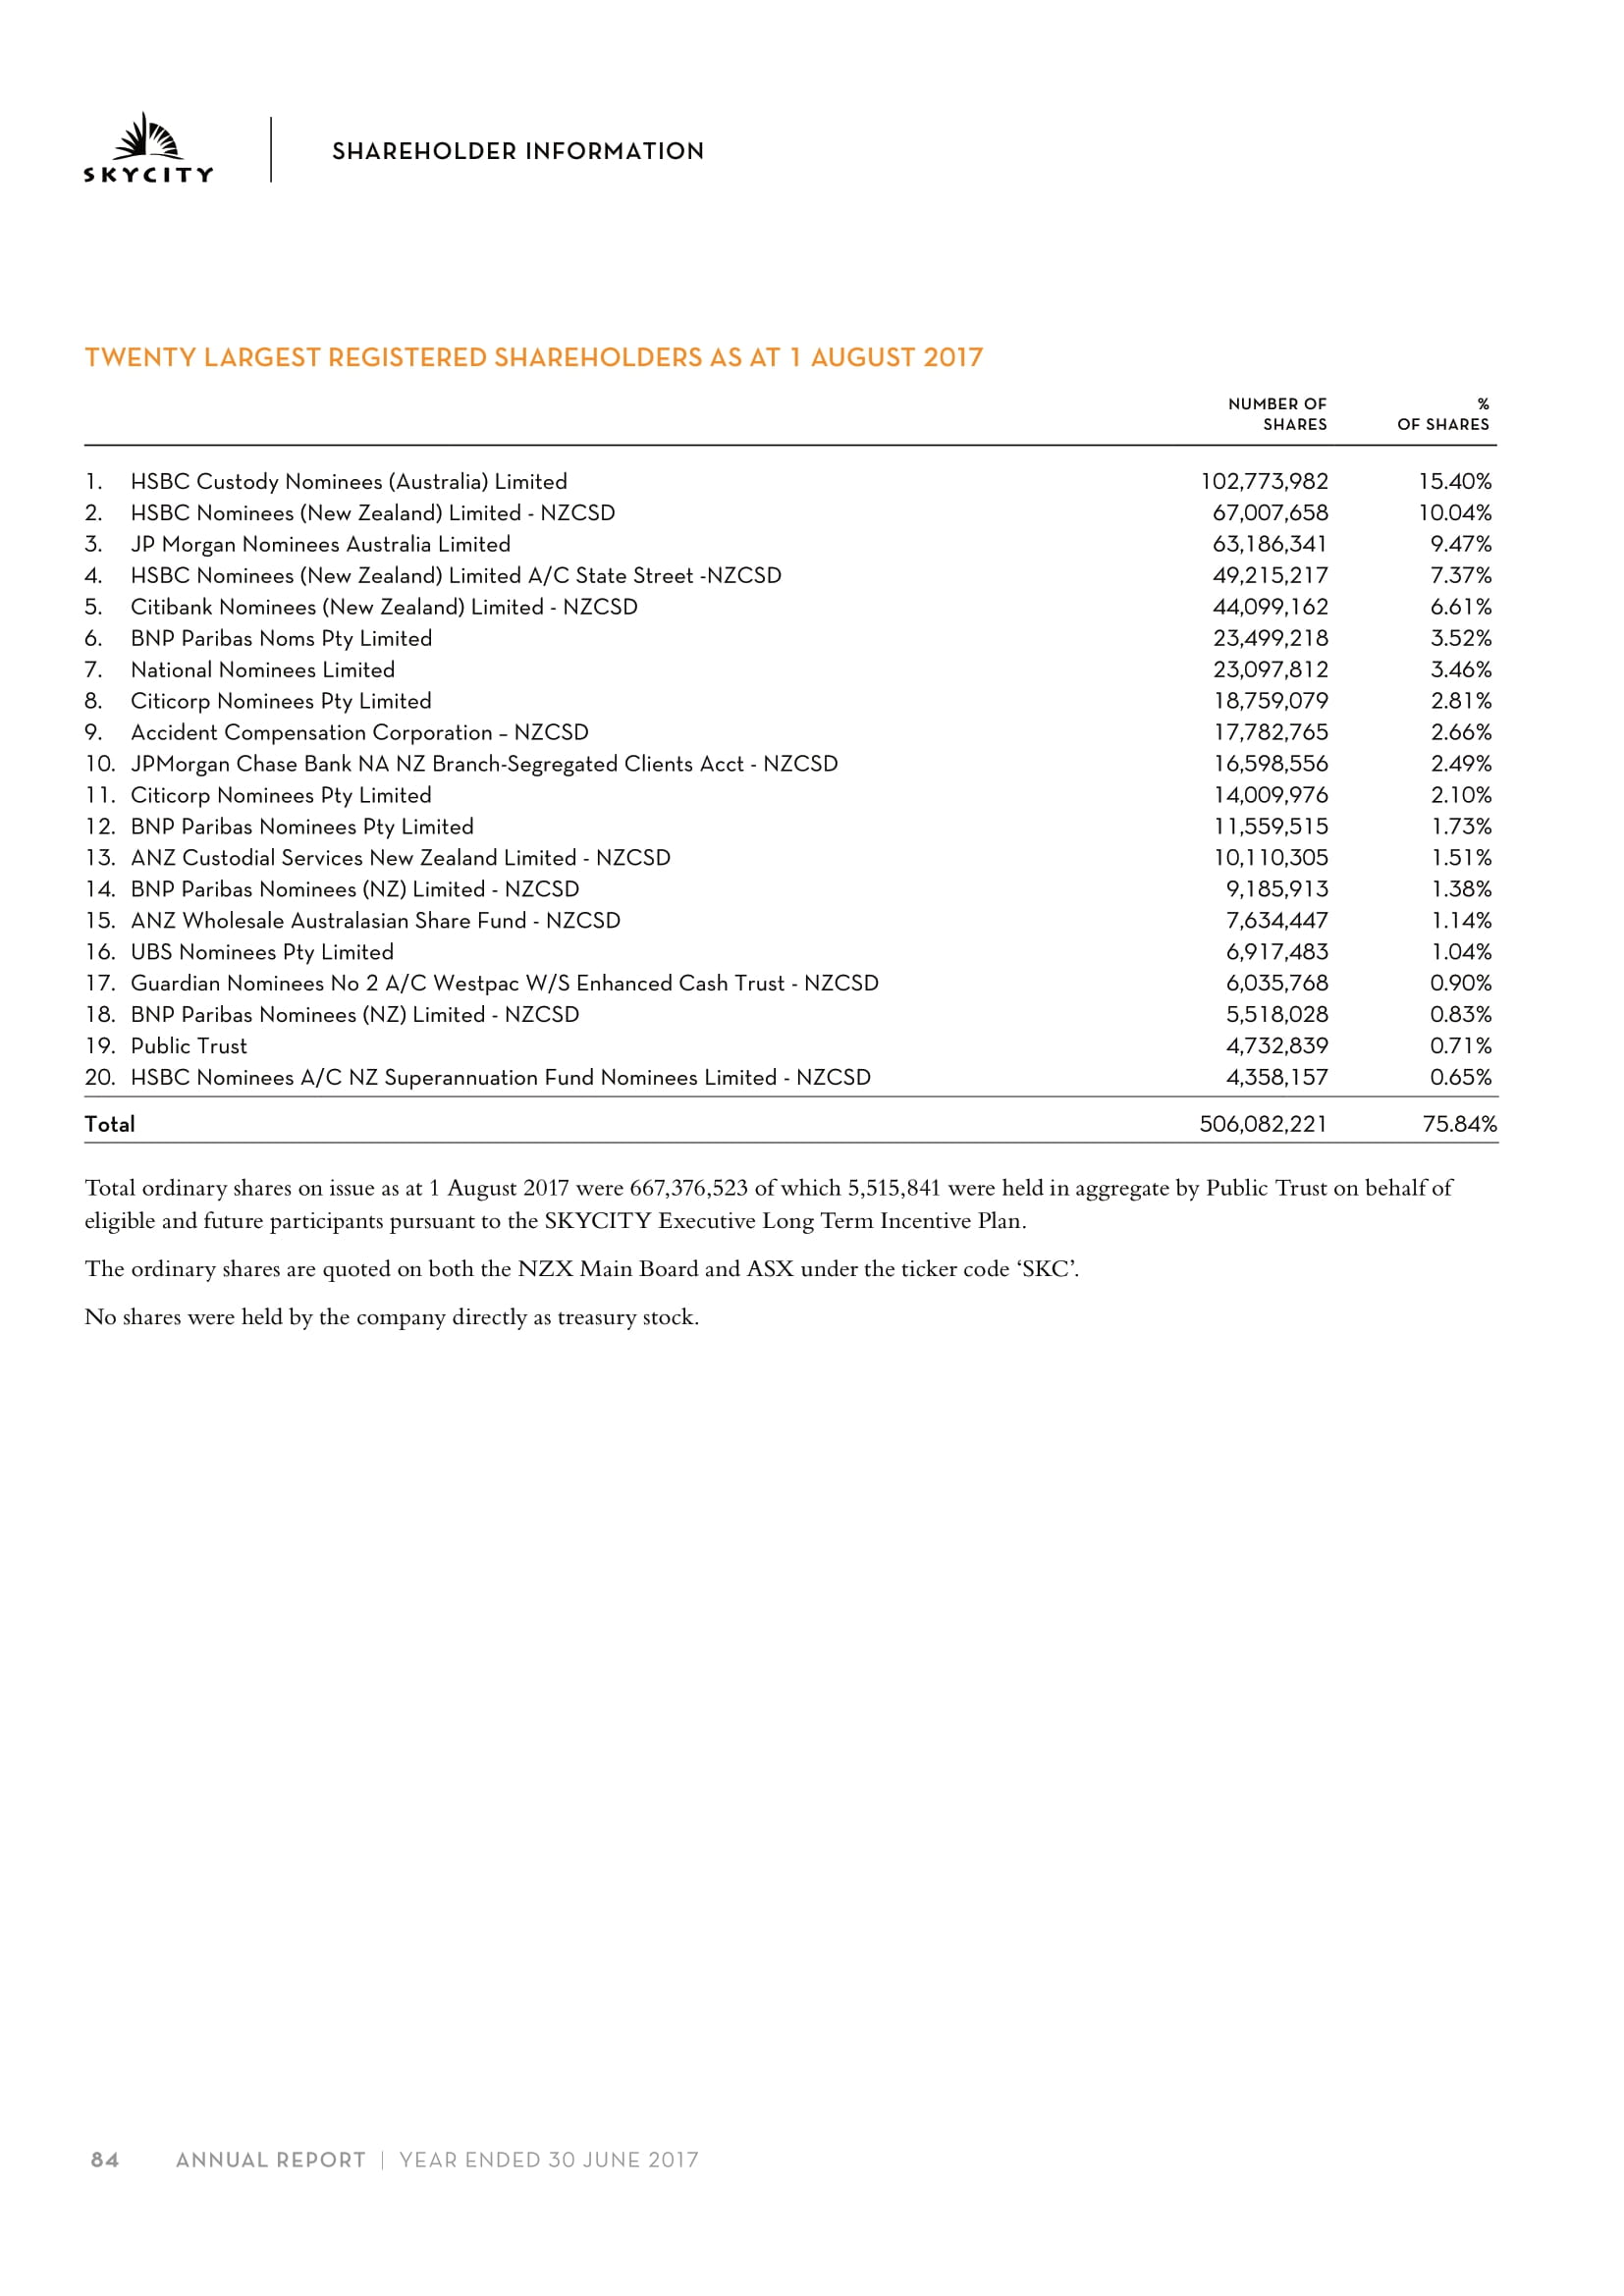 SKYCITY
SHAREHOLDER INFORMATION
TWENTY LARGEST REGISTERED SHAREHOLDERS AS AT 1 AUGUST 2017
NUMBER OF SHARES % OF SHARES
1. HSBC Custody Nominees (Australia) Limited 102,773,982 15.40%
2. HSBC Nominees (New Zealand) Limited - NZCSD 67,007,658 10.04%
3. JP Morgan Nominees Australia Limited 63,186,341 9.47%
4. HSBC Nominees (New Zealand) Limited A/C State Street -NZCSD 49,215,217 7.37%
5. Citibank Nominees (New Zealand) Limited - NZCSD 44,099,162 6.61%
6. BNP Paribas Noms Pty Limited 23,499,218 3.52%
7. National Nominees Limited 23,097,812 3.46%
8. Citicorp Nominees Pty Limited 18,759,079 2.81%
9. Accident Compensation Corporation – NZCSD 17,782,765 2.66%
10. JPMorgan Chase Bank NA NZ Branch-Segregated Clients Acct - NZCSD 16,598,556 2.49%
11. Citicorp Nominees Pty Limited 14,009,976 2.10%
12. BNP Paribas Nominees Pty Limited 11,559,515 1.73%
13. ANZ Custodial Services New Zealand Limited - NZCSD 10,110,305 1.51%
14. BNP Paribas Nominees (NZ) Limited - NZCSD 9,185,913 1.38%
15. ANZ Wholesale Australasian Share Fund - NZCSD 7,634,447 1.14%
16. UBS Nominees Pty Limited 6,917,483 1.04%
17. Guardian Nominees No 2 A/C Westpac W/S Enhanced Cash Trust - NZCSD 6,035,768 0.90%
18. BNP Paribas Nominees (NZ) Limited - NZCSD 5,518,028 0.83%
19. Public Trust 4,732,839 0.71%
20. HSBC Nominees A/C NZ Superannuation Fund Nominees Limited - NZCSD 4,358,157 0.65%
Total 506,082,221 75.84%
Total ordinary shares on issue as at 1 August 2017 were 667,376,523 of which 5,515,841 were held in aggregate by Public Trust on behalf of
eligible and future participants pursuant to the SKYCITY Executive Long Term Incentive Plan.
The ordinary shares are quoted on both the NZX Main Board and ASX under the ticker code ‘SKC’.
No shares were held by the company directly as treasury stock.
84 ANNUAL REPORT | YEAR ENDED 30 JUNE 2017